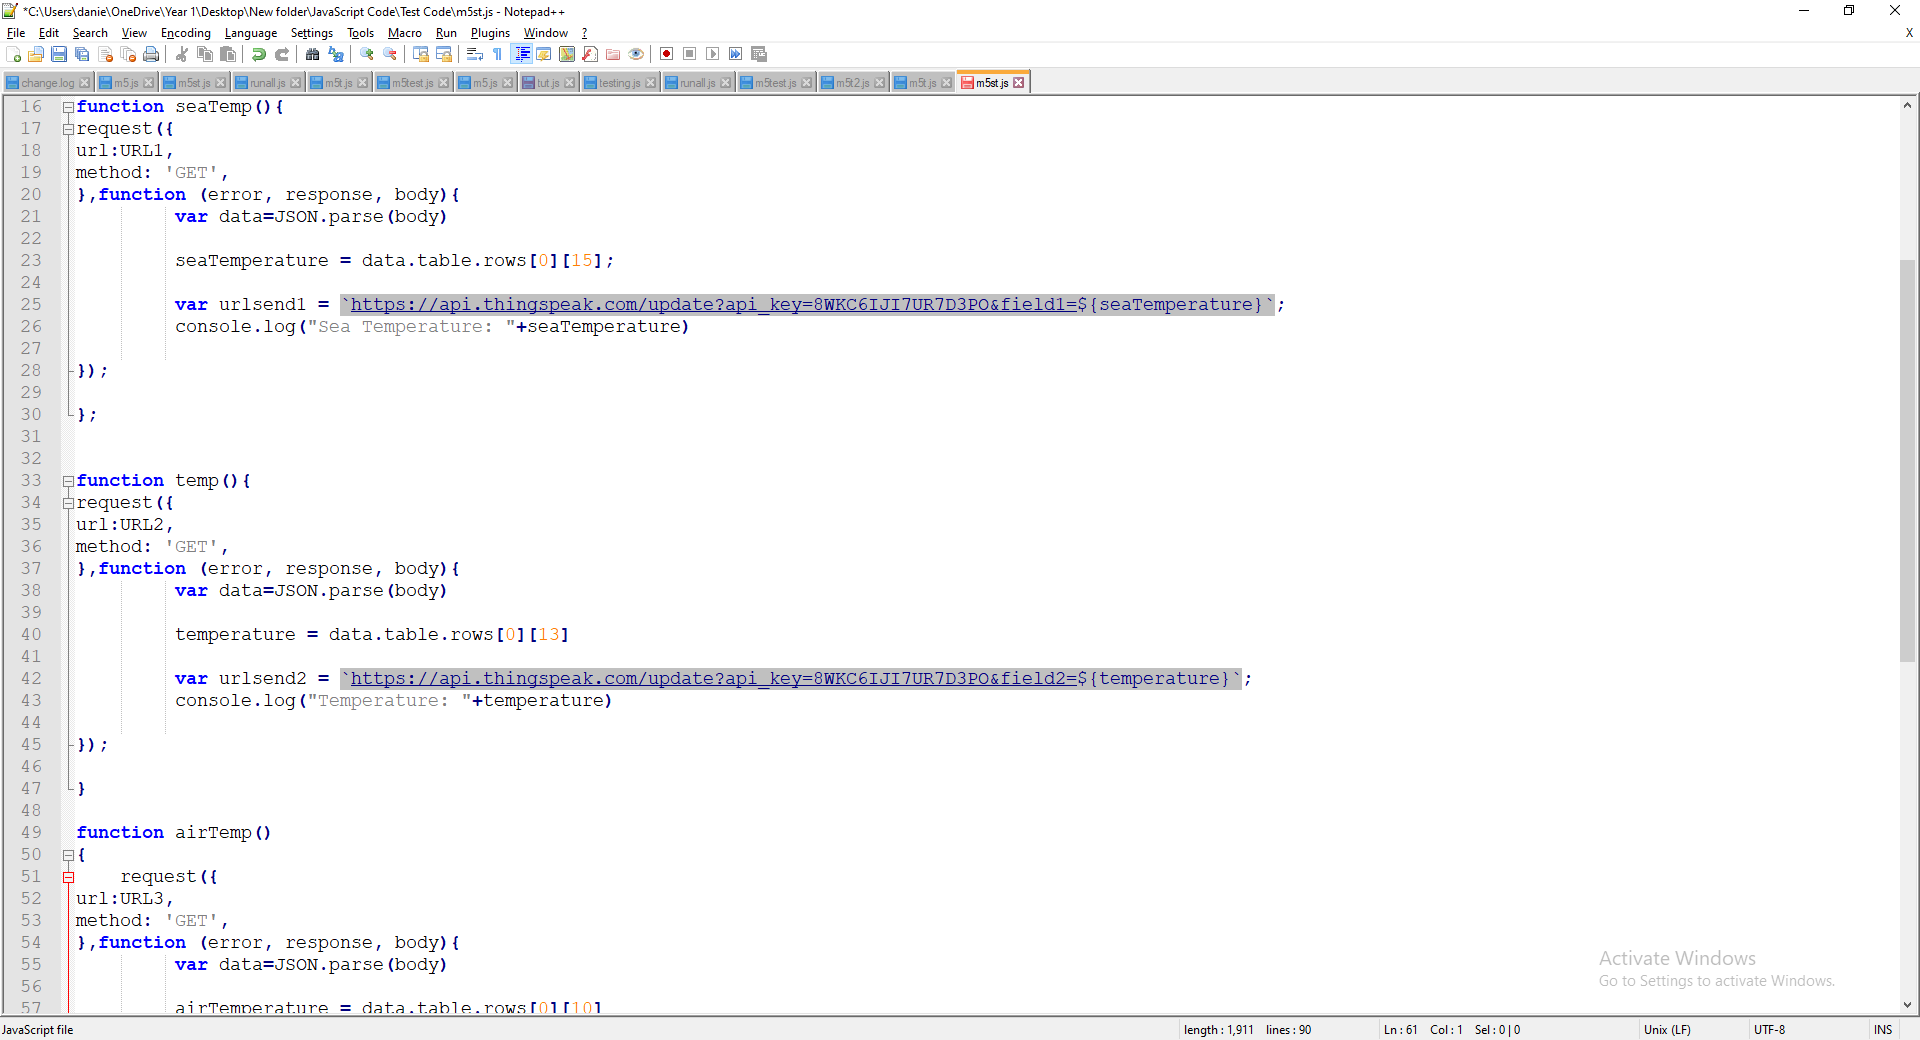 *C:\Users\danie\OneDrive\Year 1\Desktop\New folder\JavaScript Code\Test Code\m5st.js - Notepad++
File Edit Search View Encoding Language Settings Tools Macro Run Plugins Window ? X
change.log m5.js m5st.js runall.js m5t.js m5test.js m5.js tut.js testing.js runall.js m5test.js m5t2.js m5t.js m5st.js
16 function seaTemp(){
17 request({
18 url:URL1,
19 method: 'GET',
20 },function (error, response, body){
21 var data=JSON.parse(body)
22
23 seaTemperature = data.table.rows[0][15];
24
25 var urlsend1 = `https://api.thingspeak.com/update?api_key=8WKC6IJI7UR7D3PO&field1=${seaTemperature}`;
26 console.log("Sea Temperature: "+seaTemperature)
27
28 });
29
30 };
31
32
33 function temp(){
34 request({
35 url:URL2,
36 method: 'GET',
37 },function (error, response, body){
38 var data=JSON.parse(body)
39
40 temperature = data.table.rows[0][13]
41
42 var urlsend2 = `https://api.thingspeak.com/update?api_key=8WKC6IJI7UR7D3PO&field2=${temperature}`;
43 console.log("Temperature: "+temperature)
44
45 });
46
47 }
48
49 function airTemp()
50 {
51 request({
52 url:URL3,
53 method: 'GET',
54 },function (error, response, body){
55 var data=JSON.parse(body)
56
57 airTemperature = data.table.rows[0][10]
Activate Windows
Go to Settings to activate Windows.
JavaScript file length : 1,911 lines : 90 Ln : 61 Col : 1 Sel : 0 | 0 Unix (LF) UTF-8 INS